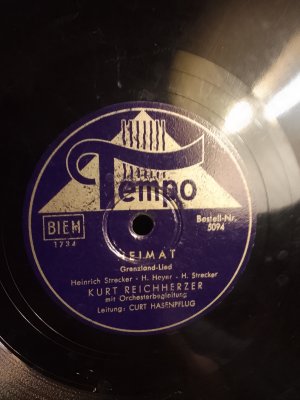 Tempo
BIEM
1734
Bestell-Nr.
5094
HEIMAT
Grenzland-Lied
Heinrich Strecker - H. Heyer - H. Strecker
KURT REICHHERZER
mit Orchesterbegleitung
Leitung: CURT HASENPFLUG